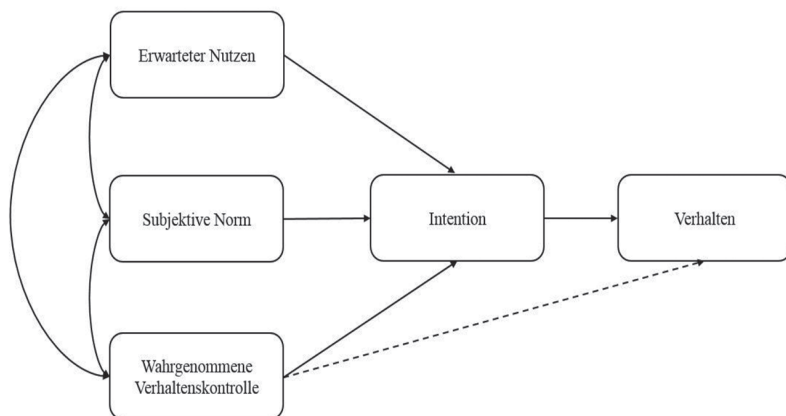 Erwarteter Nutzen
Subjektive Norm
Intention
Verhalten
Wahrgenommene
Verhaltenskontrolle